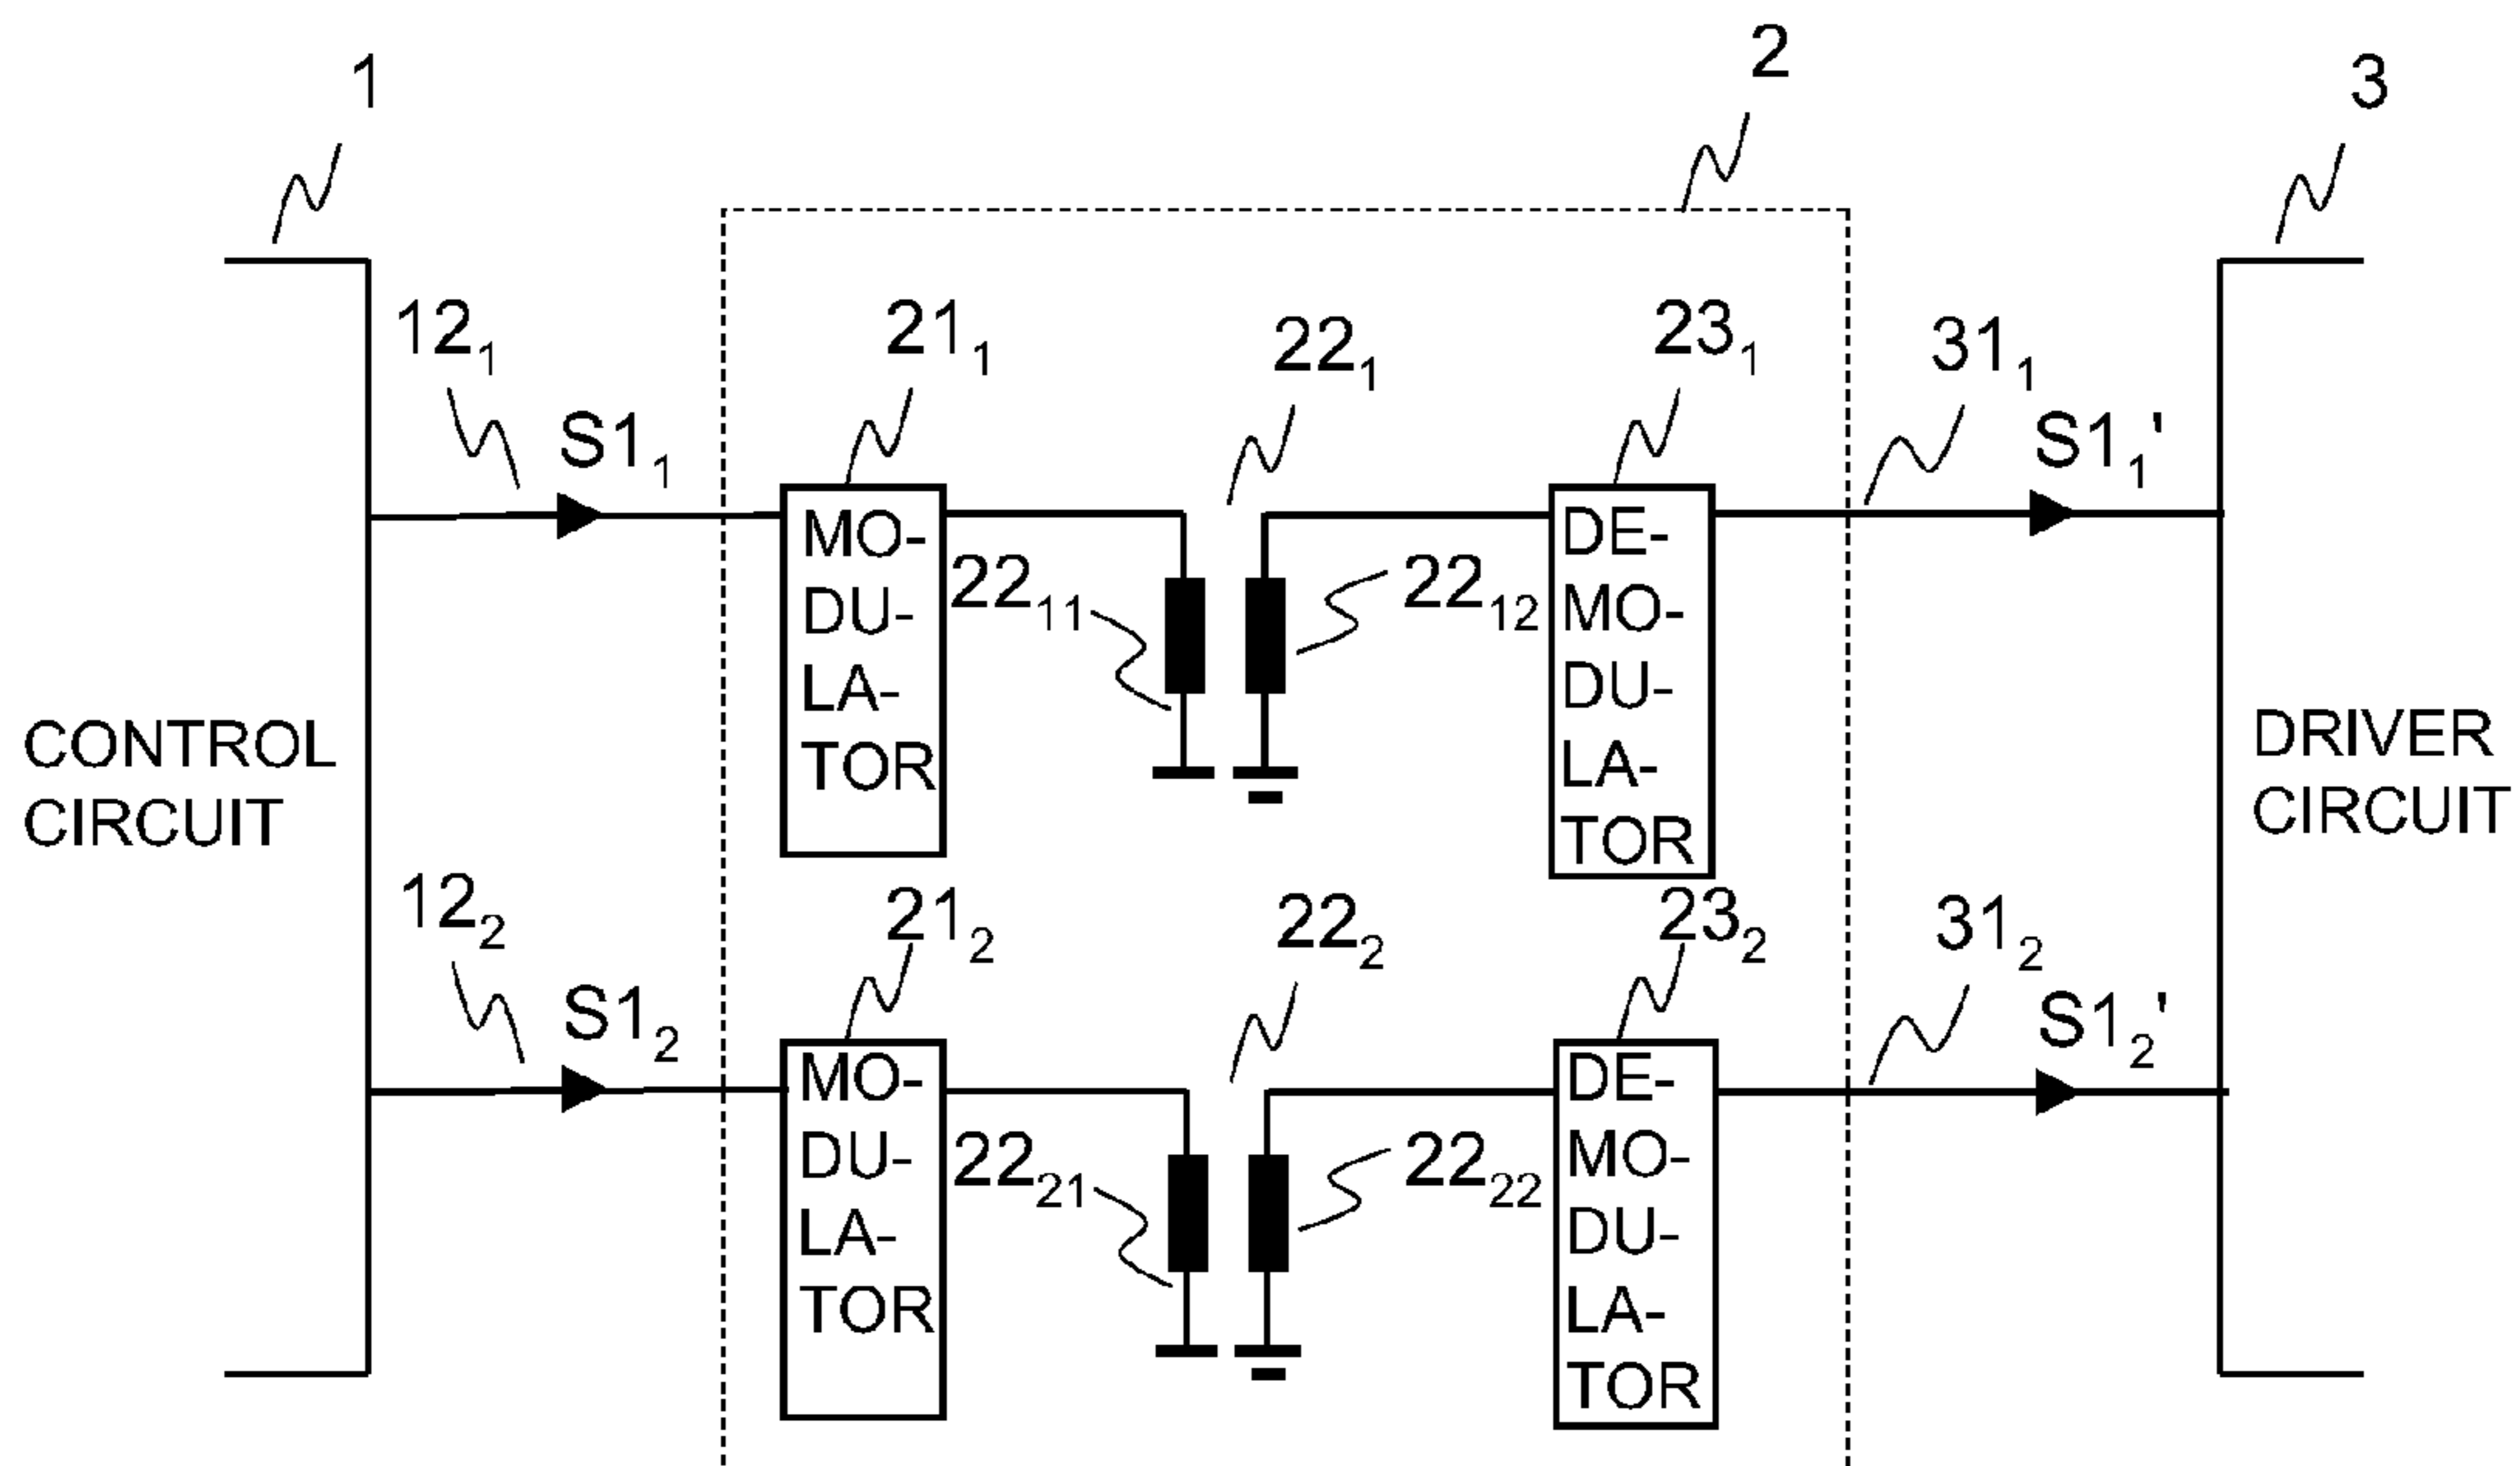 1
2
3
12₁
21₁
22₁
23₁
31₁
S1₁
S1₁'
MO-
DU-
LA-
TOR
22₁₁
22₁₂
DE-
MO-
DU-
LA-
TOR
CONTROL
CIRCUIT
DRIVER
CIRCUIT
12₂
21₂
22₂
23₂
31₂
S1₂
S1₂'
MO-
DU-
LA-
TOR
22₂₁
22₂₂
DE-
MO-
DU-
LA-
TOR